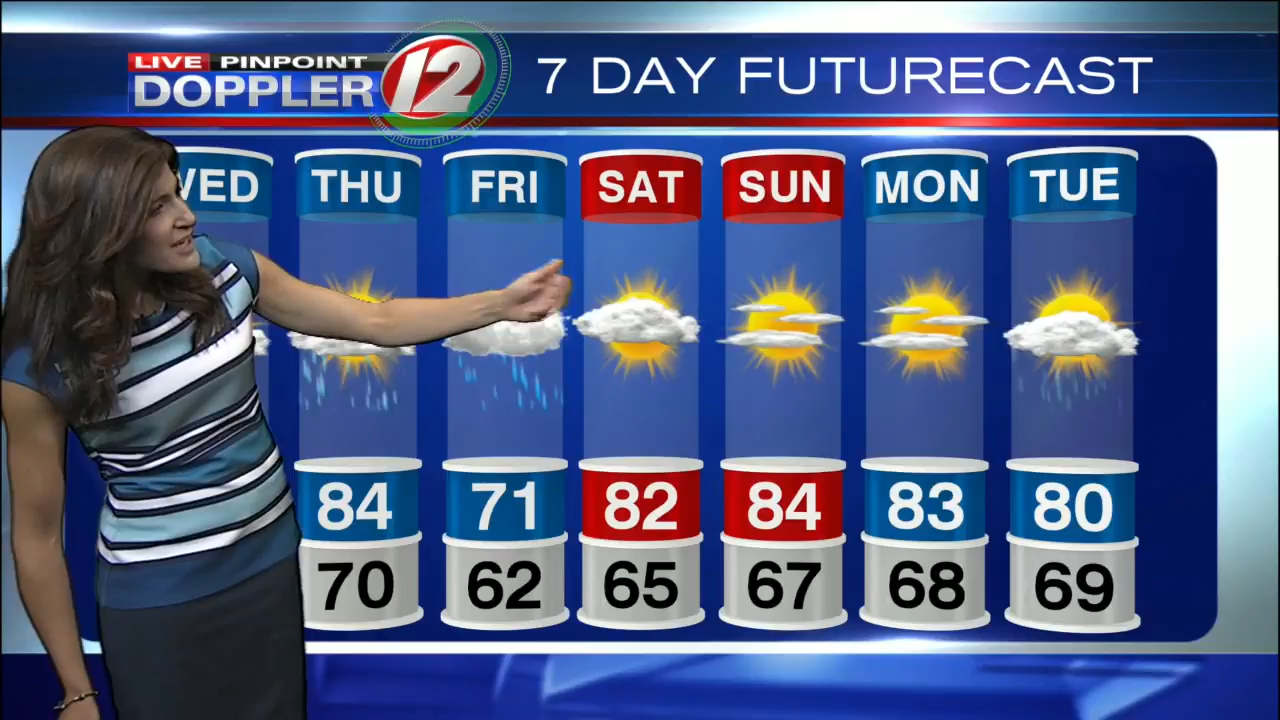 LIVE PINPOINT
DOPPLER 12
7 DAY FUTURECAST
WED THU FRI SAT SUN MON TUE
84 71 82 84 83 80
70 62 65 67 68 69